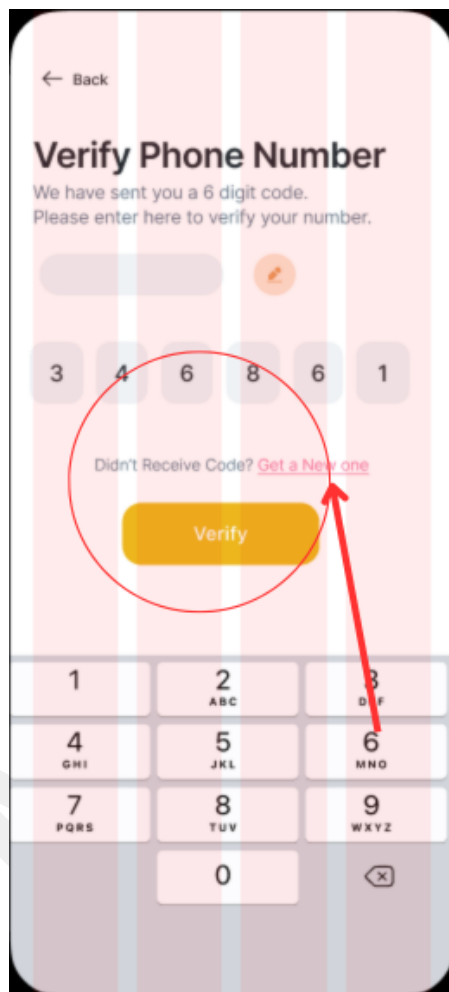 Back
Verify Phone Number
We have sent you a 6 digit code.
Please enter here to verify your number.
3 4 6 8 6 1
Didn't Receive Code? Get a New one
Verify
1 2 3
ABC DEF
4 5 6
GHI JKL MNO
7 8 9
PQRS TUV WXYZ
0